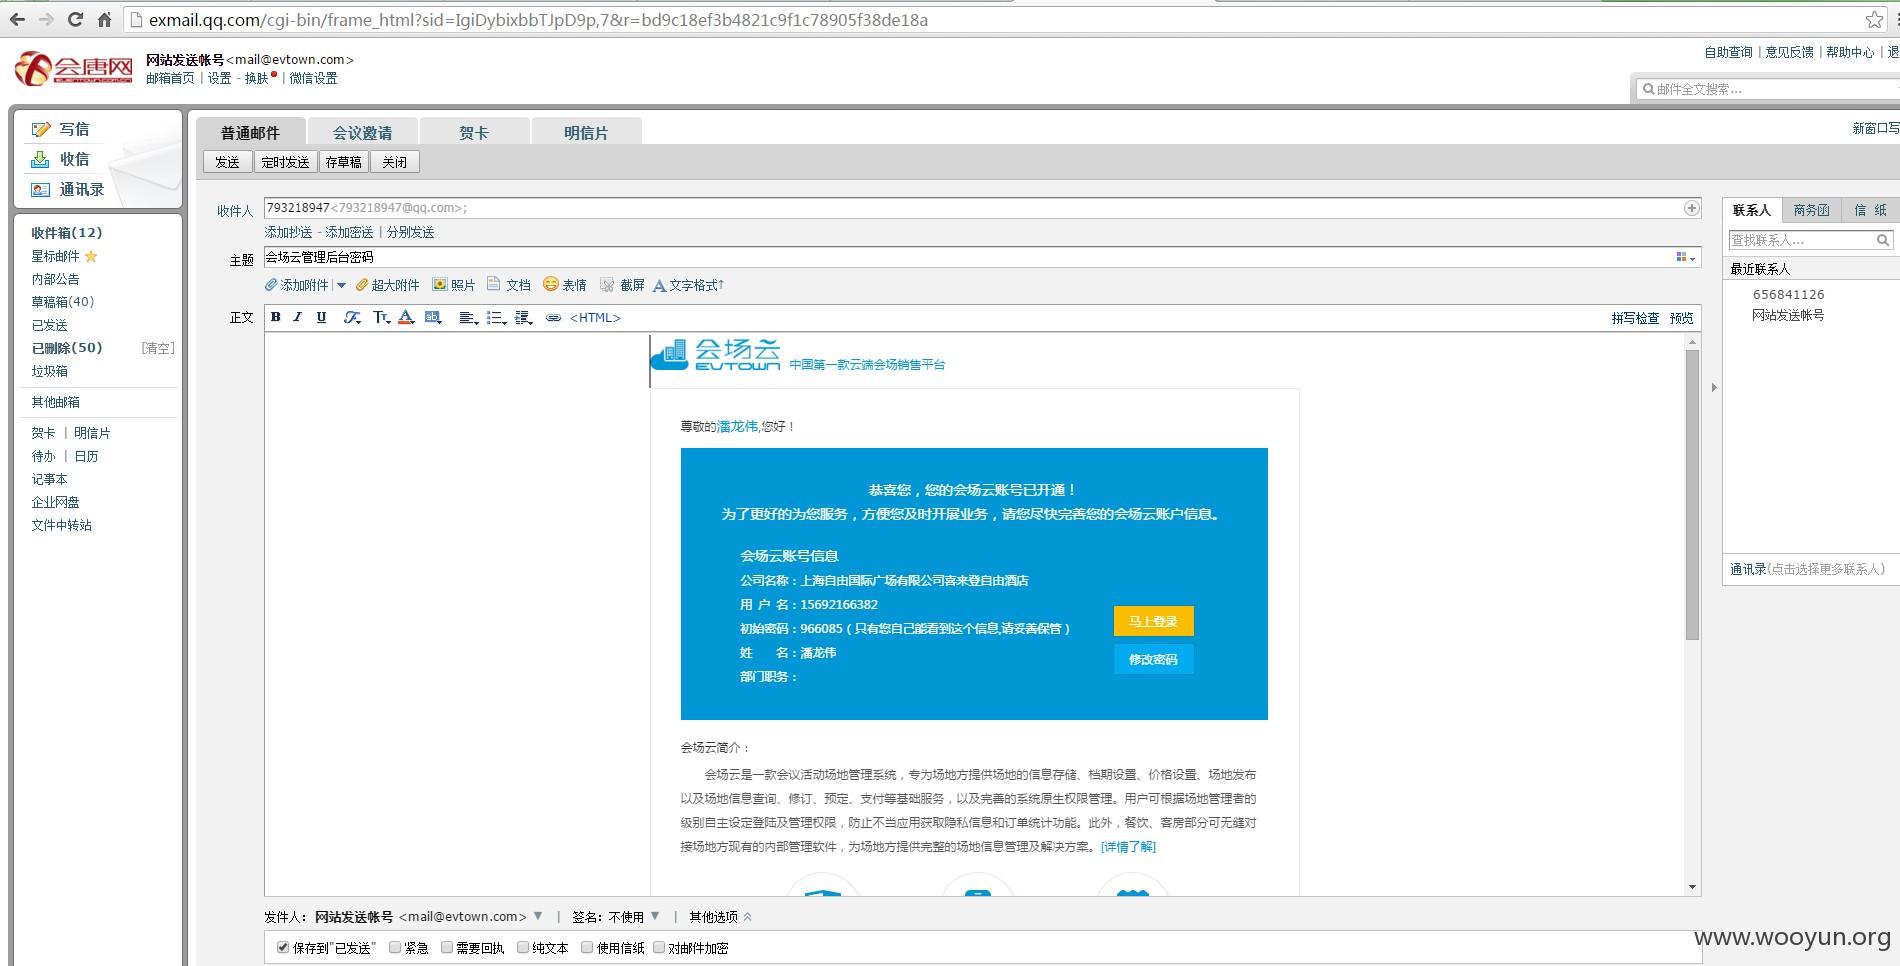 exmail.qq.com/cgi-bin/frame_html?sid=IgiDybixbbTJpD9p,7&r=bd9c18ef3b4821c9f1c78905f38de18a
会唐网
网站发送帐号<mail@evtown.com>
邮箱首页 | 设置 - 换肤 | 微信设置
自助查询 | 意见反馈 | 帮助中心 | 退
邮件全文搜索...
写信
收信
通讯录
收件箱(12)
星标邮件
内部公告
草稿箱(40)
已发送
已删除(50) [清空]
垃圾箱
其他邮箱
贺卡 | 明信片
待办 | 日历
记事本
企业网盘
文件中转站
普通邮件 会议邀请 贺卡 明信片
新窗口写
发送 定时发送 存草稿 关闭
收件人 793218947<793218947@qq.com>;
添加抄送 - 添加密送 | 分别发送
主题 会场云管理后台密码
添加附件 | 超大附件 照片 文档 表情 截屏 文字格式↑
正文 B I U <HTML> 拼写检查 预览
会场云
EVTOWN 中国第一款云端会场销售平台
尊敬的潘龙伟,您好！
恭喜您，您的会场云账号已开通！
为了更好的为您服务，方便您及时开展业务，请您尽快完善您的会场云账户信息。
会场云账号信息
公司名称：上海自由国际广场有限公司喜来登自由酒店
用 户 名：15692166382
初始密码：966085（只有您自己能看到这个信息,请妥善保管）
姓 名：潘龙伟
部门职务：
马上登录
修改密码
会场云简介：
会场云是一款会议活动场地管理系统，专为场地方提供场地的信息存储、档期设置、价格设置、场地发布
以及场地信息查询、修订、预定、支付等基础服务，以及完善的系统原生权限管理。用户可根据场地管理者的
级别自主设定登陆及管理权限，防止不当应用获取隐私信息和订单统计功能。此外，餐饮、客房部分可无缝对
接场地方现有的内部管理软件，为场地方提供完整的场地信息管理及解决方案。[详情了解]
发件人： 网站发送帐号 <mail@evtown.com> | 签名：不使用 | 其他选项
保存到"已发送" 紧急 需要回执 纯文本 使用信纸 对邮件加密
联系人 商务函 信 纸
查找联系人...
最近联系人
656841126
网站发送帐号
通讯录(点击选择更多联系人)
www.wooyun.org